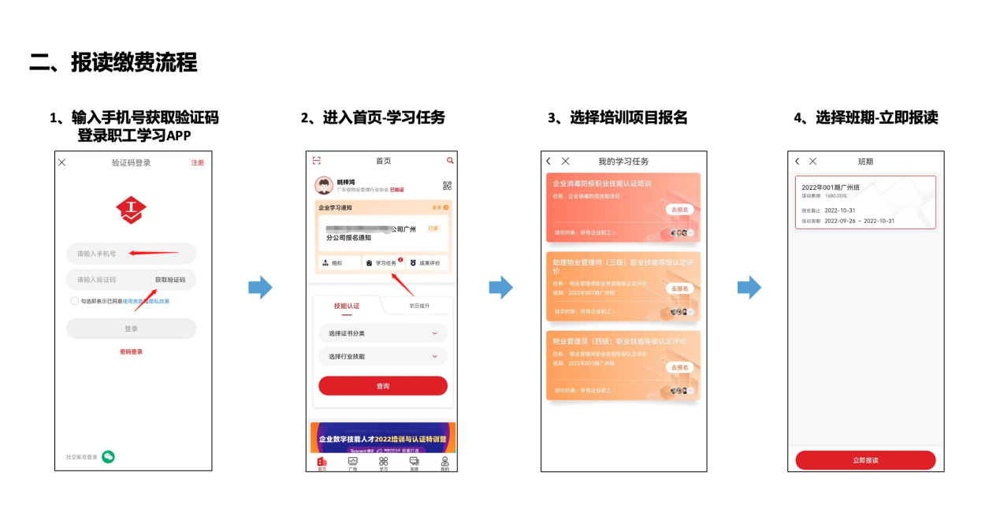 二、报读缴费流程
1、输入手机号获取验证码
登录职工学习APP
2、进入首页-学习任务
3、选择培训项目报名
4、选择班期-立即报读
验证码登录
注册
请输入手机号
请输入验证码
获取验证码
勾选即表示已同意使用条款和隐私政策
登录
密码登录
社交账号登录
首页
姚梓鸿
广东省物业管理行业协会 已验证
企业学习通知
更多
公司广州
分公司报名通知
已读
组织
学习任务
2
成果评价
技能认证
学历提升
选择证书分类
选择行业技能
查询
企业数字技能人才2022培训与认证特训营
Tencent 腾讯
权威打造
首页
广场
学习
消息
我的
我的学习任务
企业消毒防疫职业技能认证培训
任务: 企业消毒防疫技能培训
去报名
培训对象: 所有企业职工 ›
助理物业管理师（三级）职业技能等级认定评
价
任务: 物业管理师职业技能等级认定评价
班期: 2022年001期广州班
去报名
培训对象: 所有企业职工 ›
物业管理员（四级）职业技能等级认定评价
任务: 物业管理师职业技能等级认定评价
班期: 2022年001期广州班
去报名
培训对象: 所有企业职工 ›
班期
2022年001期广州班
培训费用: 1680.00元
报名截止 2022-10-31
培训周期 2022-09-26 ~ 2022-10-31
立即报读